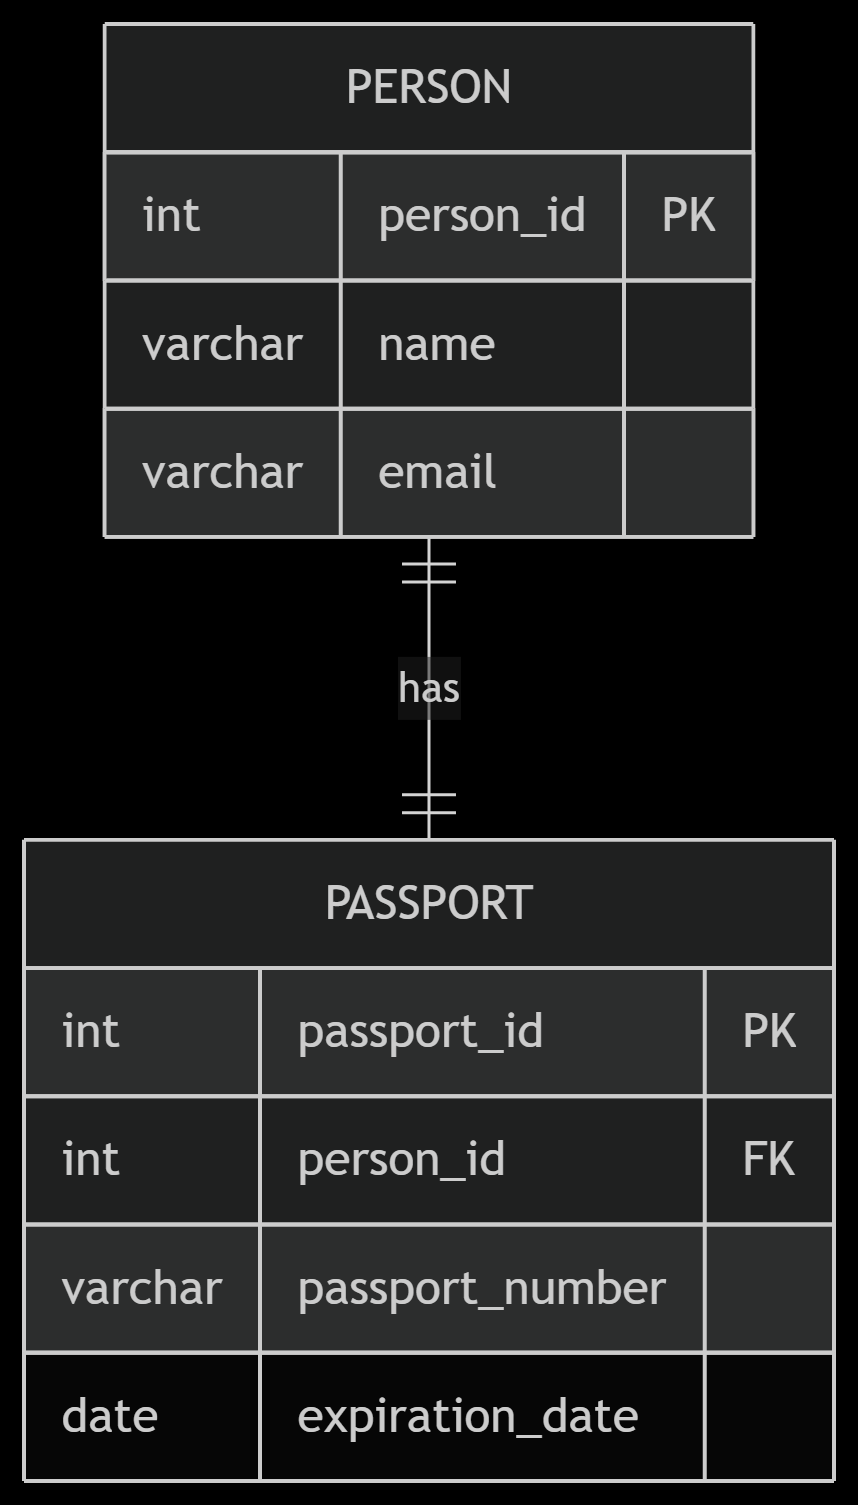 PERSON
int person_id PK
varchar name
varchar email
has
PASSPORT
int passport_id PK
int person_id FK
varchar passport_number
date expiration_date